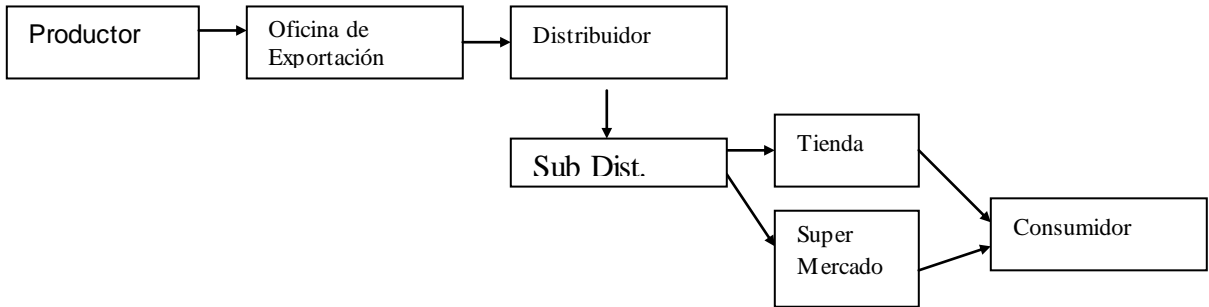 Productor
Oficina de
Exportación
Distribuidor
Sub Dist.
Tienda
Super
Mercado
Consumidor